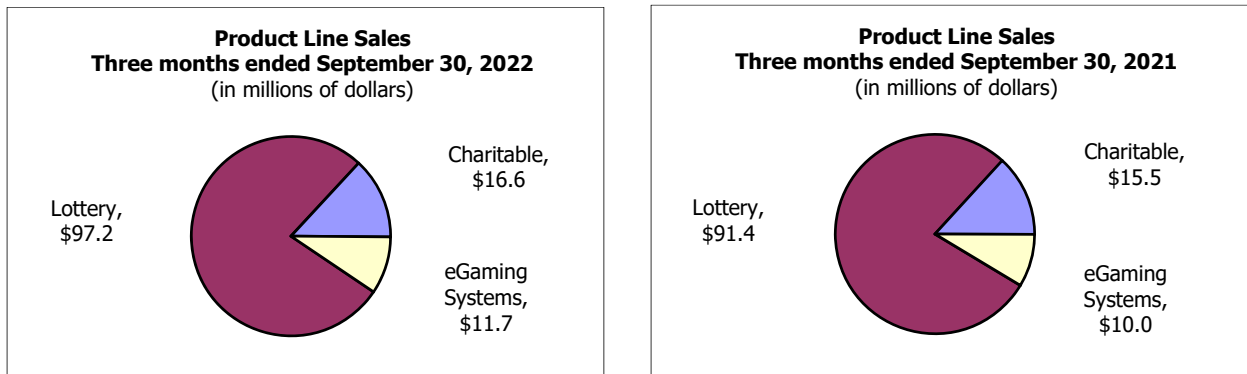 Product Line Sales
Three months ended September 30, 2022
(in millions of dollars)
Charitable,
$16.6
Lottery,
$97.2
eGaming
Systems,
$11.7
Product Line Sales
Three months ended September 30, 2021
(in millions of dollars)
Charitable,
$15.5
Lottery,
$91.4
eGaming
Systems,
$10.0